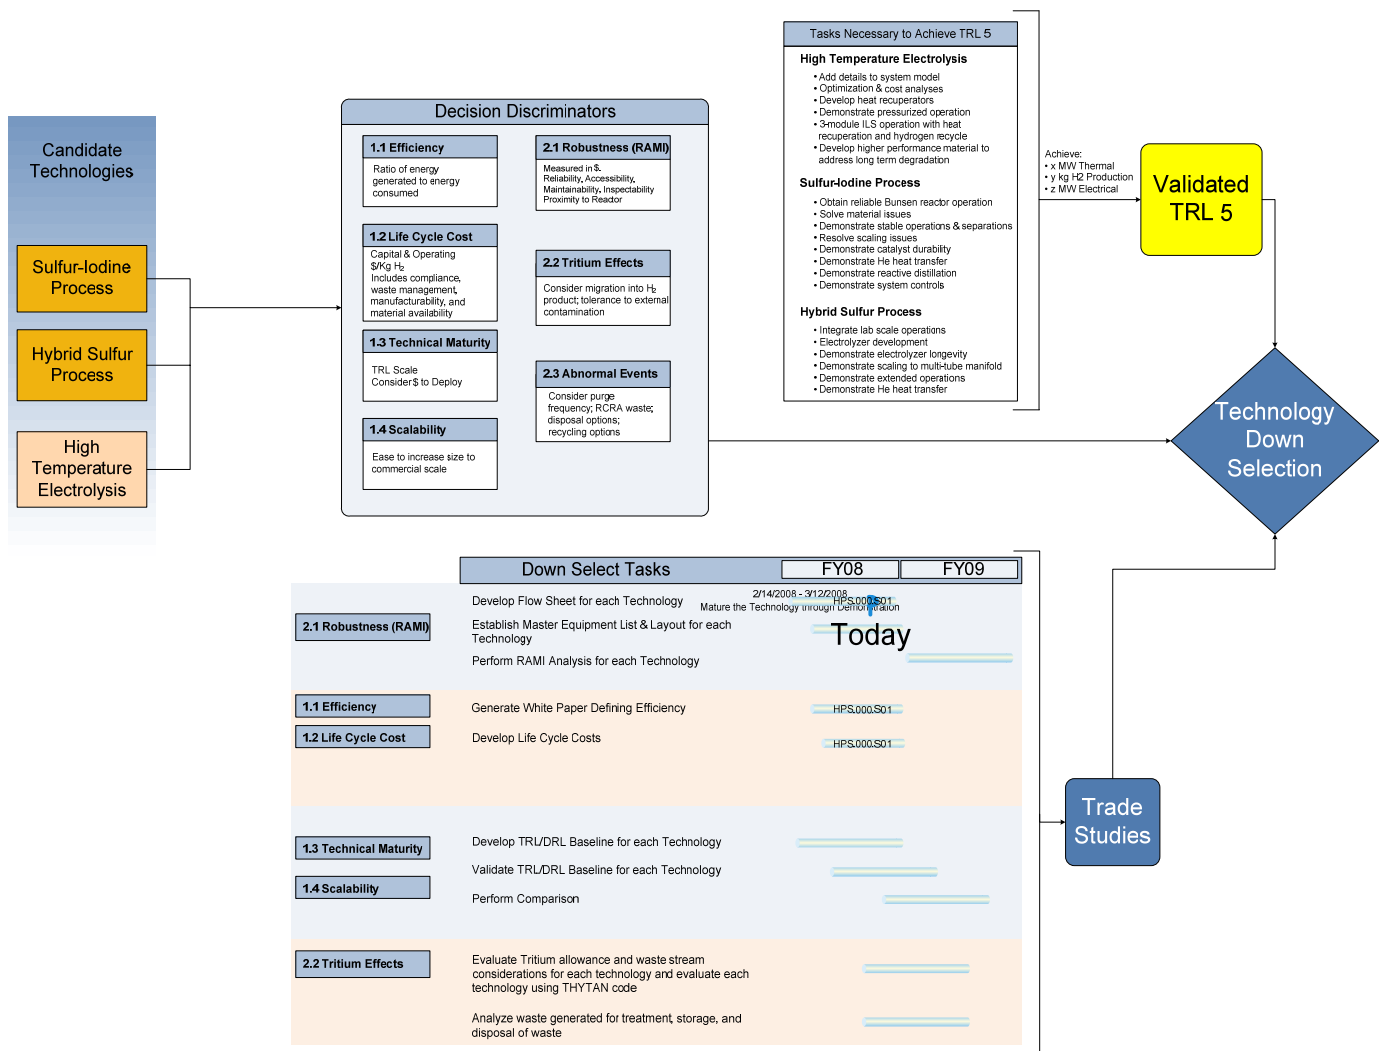 Candidate
Technologies
Sulfur-Iodine
Process
Hybrid Sulfur
Process
High
Temperature
Electrolysis
Decision Discriminators
1.1 Efficiency
Ratio of energy
generated to energy
consumed
1.2 Life Cycle Cost
Capital & Operating
$/Kg H2
Includes compliance,
waste management,
manufacturability, and
material availability
1.3 Technical Maturity
TRL Scale
Consider $ to Deploy
1.4 Scalability
Ease to increase size to
commercial scale
2.1 Robustness (RAMI)
Measured in $.
Reliability, Accessibility,
Maintainability, Inspectability
Proximity to Reactor
2.2 Tritium Effects
Consider migration into H2
product; tolerance to external
contamination
2.3 Abnormal Events
Consider purge
frequency; RCRA waste;
disposal options;
recycling options
Tasks Necessary to Achieve TRL 5
High Temperature Electrolysis
• Add details to system model
• Optimization & cost analyses
• Develop heat recuperators
• Demonstrate pressurized operation
• 3-module ILS operation with heat
recuperation and hydrogen recycle
• Develop higher performance material to
address long term degradation
Sulfur-Iodine Process
• Obtain reliable Bunsen reactor operation
• Solve material issues
• Demonstrate stable operations & separations
• Resolve scaling issues
• Demonstrate catalyst durability
• Demonstrate He heat transfer
• Demonstrate reactive distillation
• Demonstrate system controls
Hybrid Sulfur Process
• Integrate lab scale operations
• Electrolyzer development
• Demonstrate electrolyzer longevity
• Demonstrate scaling to multi-tube manifold
• Demonstrate extended operations
• Demonstrate He heat transfer
Achieve:
• x MW Thermal
• y kg H2 Production
• z MW Electrical
Validated
TRL 5
Technology
Down
Selection
Down Select Tasks
FY08
FY09
2/14/2008 - 3/12/2008
Mature the Technology through Demonstration
Develop Flow Sheet for each Technology
HPS.000.S01
Today
2.1 Robustness (RAMI)
Establish Master Equipment List & Layout for each
Technology
Perform RAMI Analysis for each Technology
1.1 Efficiency
Generate White Paper Defining Efficiency
HPS.000.S01
1.2 Life Cycle Cost
Develop Life Cycle Costs
HPS.000.S01
1.3 Technical Maturity
Develop TRL/DRL Baseline for each Technology
Validate TRL/DRL Baseline for each Technology
1.4 Scalability
Perform Comparison
2.2 Tritium Effects
Evaluate Tritium allowance and waste stream
considerations for each technology and evaluate each
technology using THYTAN code
Analyze waste generated for treatment, storage, and
disposal of waste
Trade
Studies